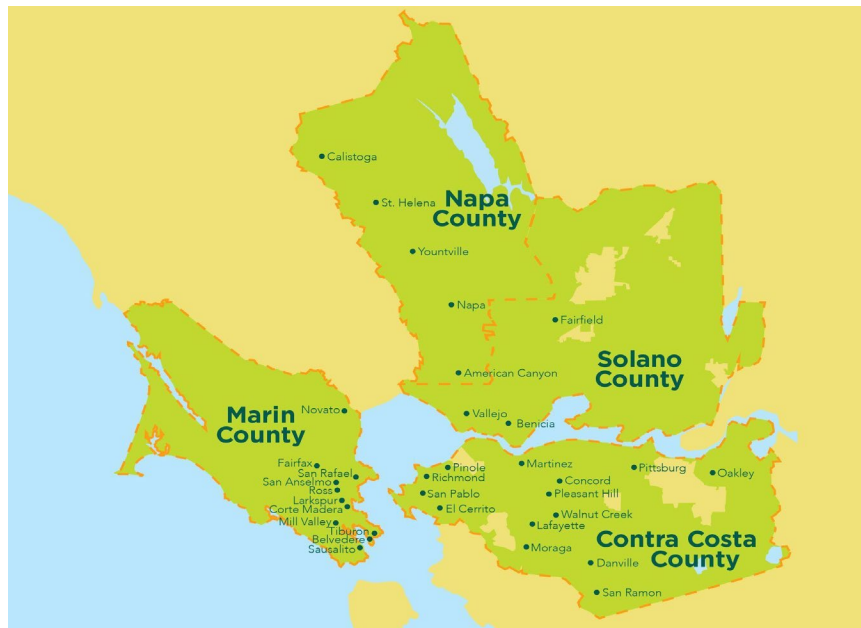 Calistoga
St. Helena
Napa
County
Yountville
Napa
Fairfield
American Canyon
Solano
County
Vallejo
Benicia
Novato
Marin
County
Fairfax
San Rafael
San Anselmo
Ross
Larkspur
Corte Madera
Mill Valley
Tiburon
Belvedere
Sausalito
Pinole
Richmond
San Pablo
El Cerrito
Martinez
Concord
Pleasant Hill
Walnut Creek
Lafayette
Moraga
Pittsburg
Oakley
Contra Costa
County
Danville
San Ramon